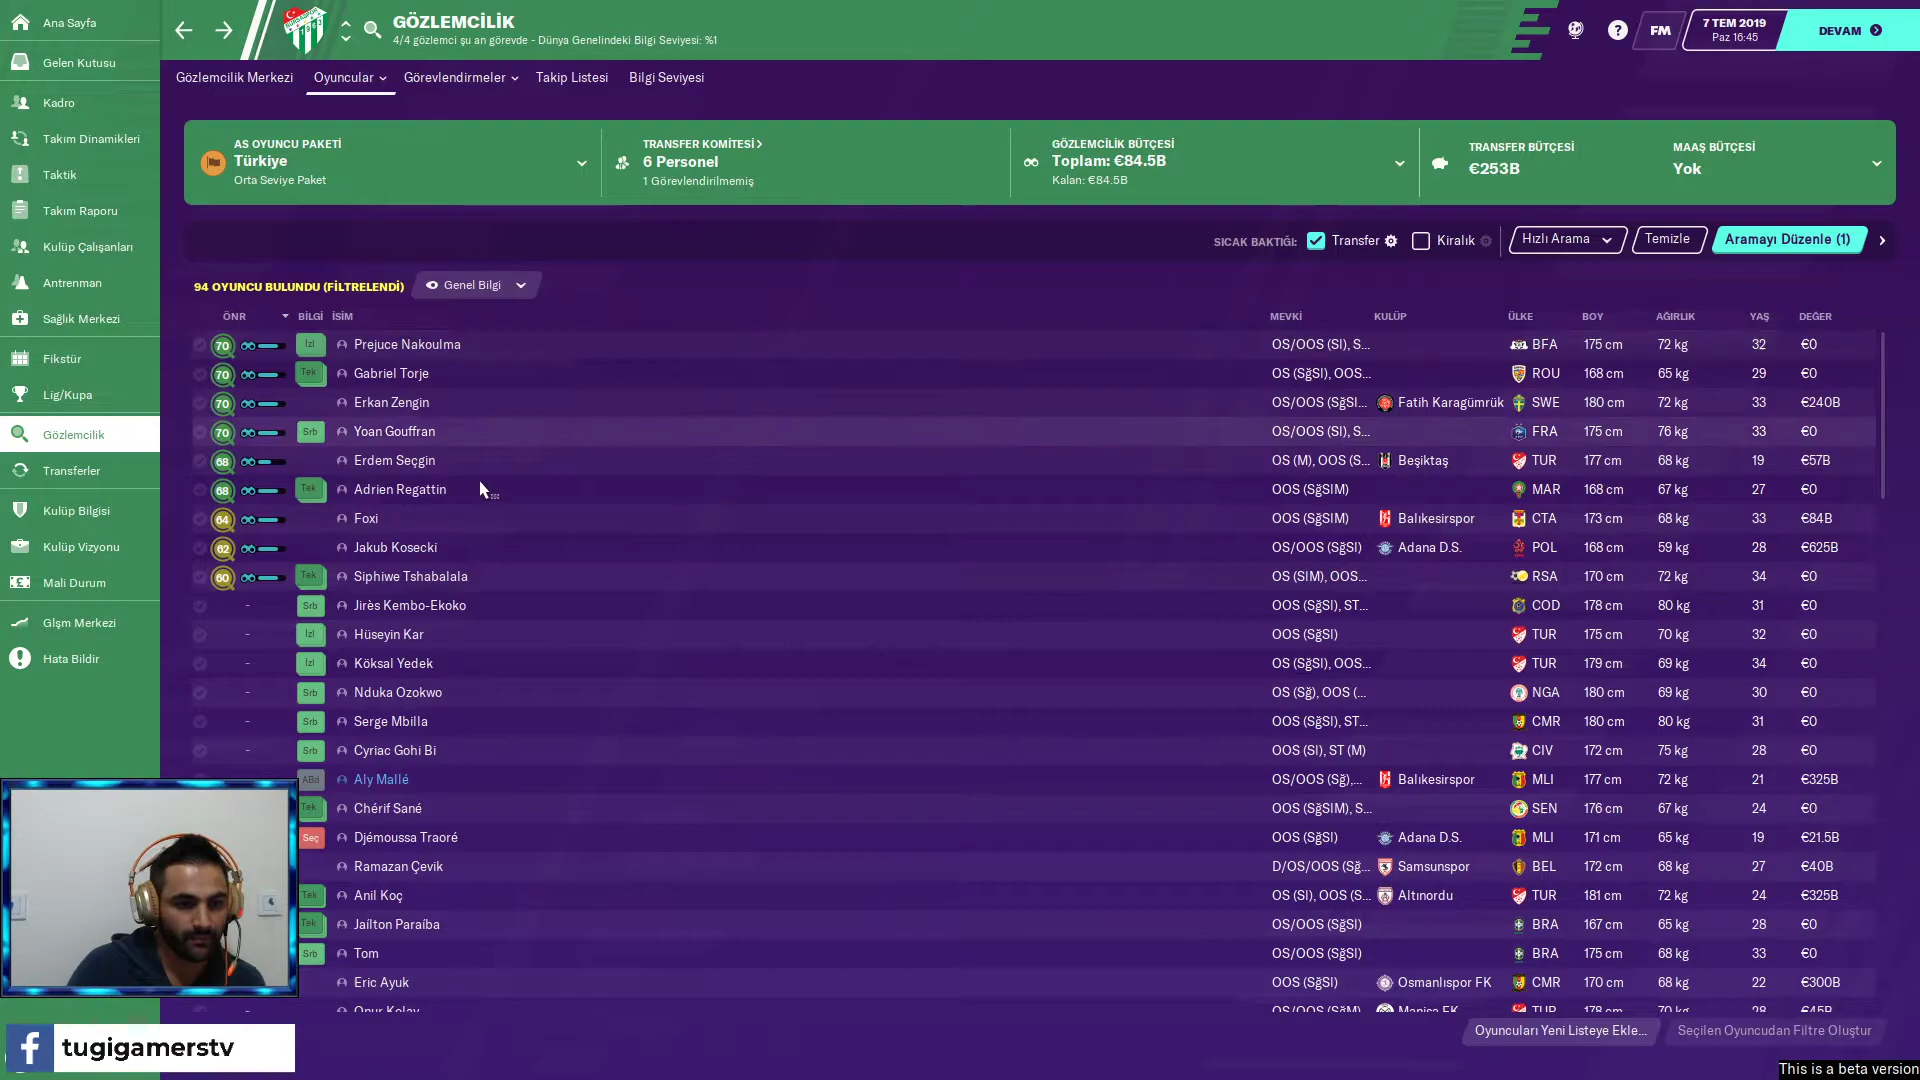 Ana Sayfa
Gelen Kutusu
Kadro
Takım Dinamikleri
Taktik
Takım Raporu
Kulüp Çalışanları
Antrenman
Sağlık Merkezi
Fikstür
Lig/Kupa
Gözlemcilik
Transferler
Kulüp Bilgisi
Kulüp Vizyonu
Mali Durum
Glşm Merkezi
Hata Bildir
GÖZLEMCİLİK
4/4 gözlemci şu an görevde - Dünya Genelindeki Bilgi Seviyesi: %1
? FM
7 TEM 2019
Paz 16:45
DEVAM
Gözlemcilik Merkezi Oyuncular Görevlendirmeler Takip Listesi Bilgi Seviyesi
AS OYUNCU PAKETİ
Türkiye
Orta Seviye Paket
TRANSFER KOMİTESİ
6 Personel
1 Görevlendirilmemiş
GÖZLEMCİLİK BÜTÇESİ
Toplam: €84.5B
Kalan: €84.5B
TRANSFER BÜTÇESİ
€253B
MAAŞ BÜTÇESİ
Yok
SICAK BAKTIĞI: Transfer Kiralık Hızlı Arama Temizle Aramayı Düzenle (1)
94 OYUNCU BULUNDU (FİLTRELENDİ) Genel Bilgi
ÖNR BİLGİ İSİM MEVKİ KULÜP ÜLKE BOY AĞIRLIK YAŞ DEĞER
70 İzl Prejuce Nakoulma OS/OOS (Sl), S... BFA 175 cm 72 kg 32 €0
70 Tek Gabriel Torje OS (SğSl), OOS... ROU 168 cm 65 kg 29 €0
70 Erkan Zengin OS/OOS (SğSl... Fatih Karagümrük SWE 180 cm 72 kg 33 €240B
70 Srb Yoan Gouffran OS/OOS (Sl), S... FRA 175 cm 76 kg 33 €0
68 Erdem Seçgin OS (M), OOS (S... Beşiktaş TUR 177 cm 68 kg 19 €57B
68 Tek Adrien Regattin OOS (SğSlM) MAR 168 cm 67 kg 27 €0
64 Foxi OOS (SğSlM) Balıkesirspor CTA 173 cm 68 kg 33 €84B
62 Jakub Kosecki OS/OOS (SğSl) Adana D.S. POL 168 cm 59 kg 28 €625B
60 Tek Siphiwe Tshabalala OS (SlM), OOS... RSA 170 cm 72 kg 34 €0
- Srb Jirès Kembo-Ekoko OOS (SğSl), ST... COD 178 cm 80 kg 31 €0
- İzl Hüseyin Kar OOS (SğSl) TUR 175 cm 70 kg 32 €0
- İzl Köksal Yedek OS (SğSl), OOS... TUR 179 cm 69 kg 34 €0
- Srb Nduka Ozokwo OS (Sğ), OOS (... NGA 180 cm 69 kg 30 €0
- Srb Serge Mbilla OOS (SğSl), ST... CMR 180 cm 80 kg 31 €0
- Srb Cyriac Gohi Bi OOS (Sl), ST (M) CIV 172 cm 75 kg 28 €0
ABd Aly Mallé OS/OOS (Sğ),... Balıkesirspor MLI 177 cm 72 kg 21 €325B
Tek Chérif Sané OOS (SğSlM), S... SEN 176 cm 67 kg 24 €0
Seç Djémoussa Traoré OOS (SğSl) Adana D.S. MLI 171 cm 65 kg 19 €21.5B
Ramazan Çevik D/OS/OOS (Sğ... Samsunspor BEL 172 cm 68 kg 27 €40B
Tek Anil Koç OS (Sl), OOS (S... Altınordu TUR 181 cm 72 kg 24 €325B
Tek Jaílton Paraíba OS/OOS (SğSl) BRA 167 cm 65 kg 28 €0
Srb Tom OS/OOS (SğSl) BRA 175 cm 68 kg 33 €0
Eric Ayuk OOS (SğSl) Osmanlıspor FK CMR 170 cm 68 kg 22 €300B
- Onur Kolay OS/OOS (SğM) Manisa FK TUR 178 cm 70 kg 28 €45B
Oyuncuları Yeni Listeye Ekle... Seçilen Oyuncudan Filtre Oluştur
f tugigamerstv
This is a beta version